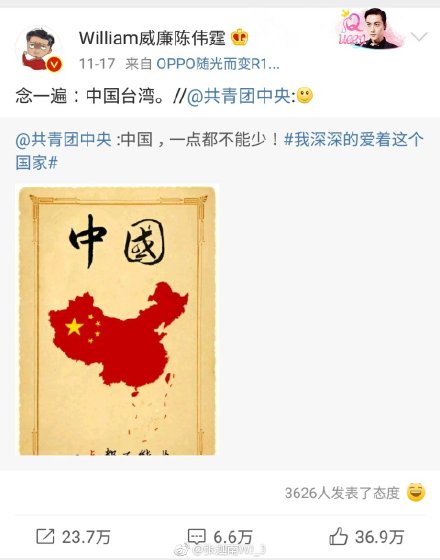 William威廉陈伟霆
11-17 来自 OPPO随光而变R1...
念一遍：中国台湾。//@共青团中央:
@共青团中央 :中国，一点都不能少！#我深深的爱着这个
国家#
中國
3626人发表了态度
23.7万 6.6万 36.9万